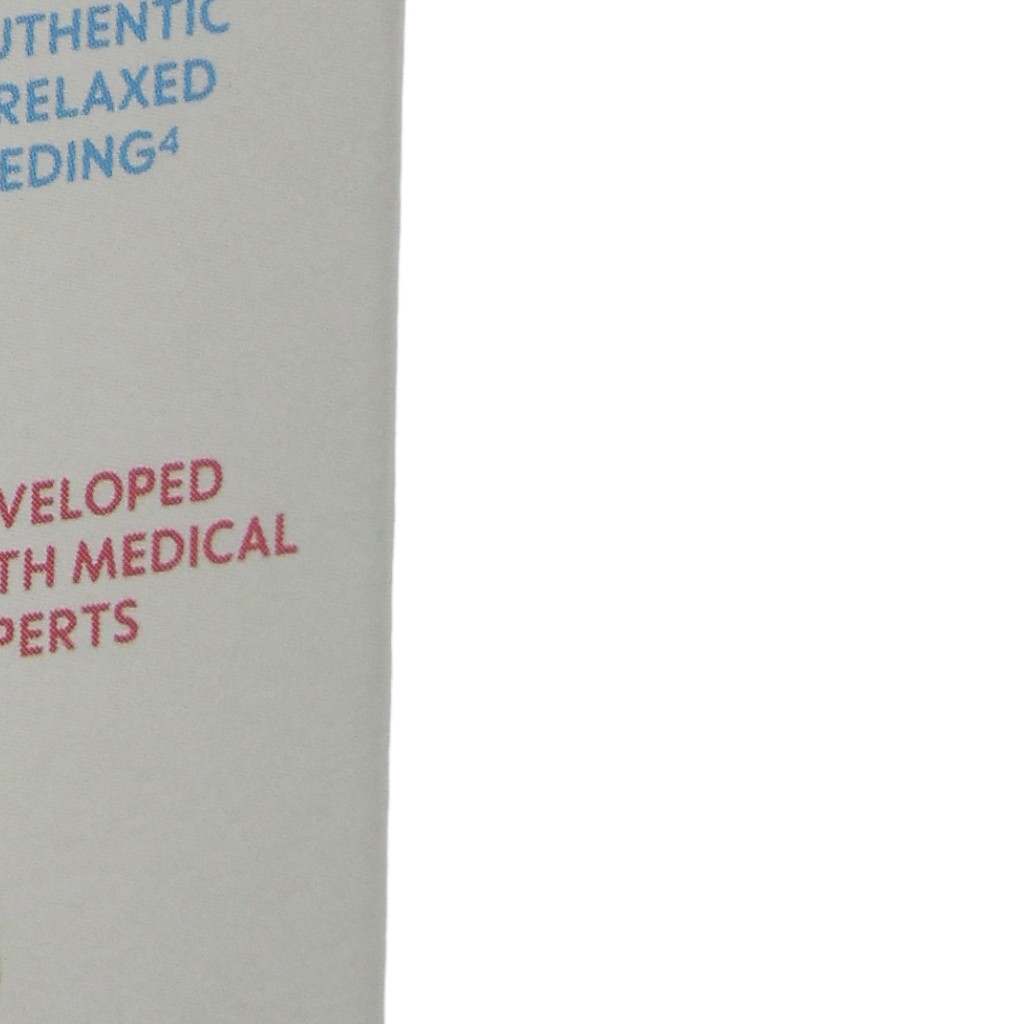 UTHENTIC
RELAXED
EDING⁴
VELOPED
TH MEDICAL
PERTS